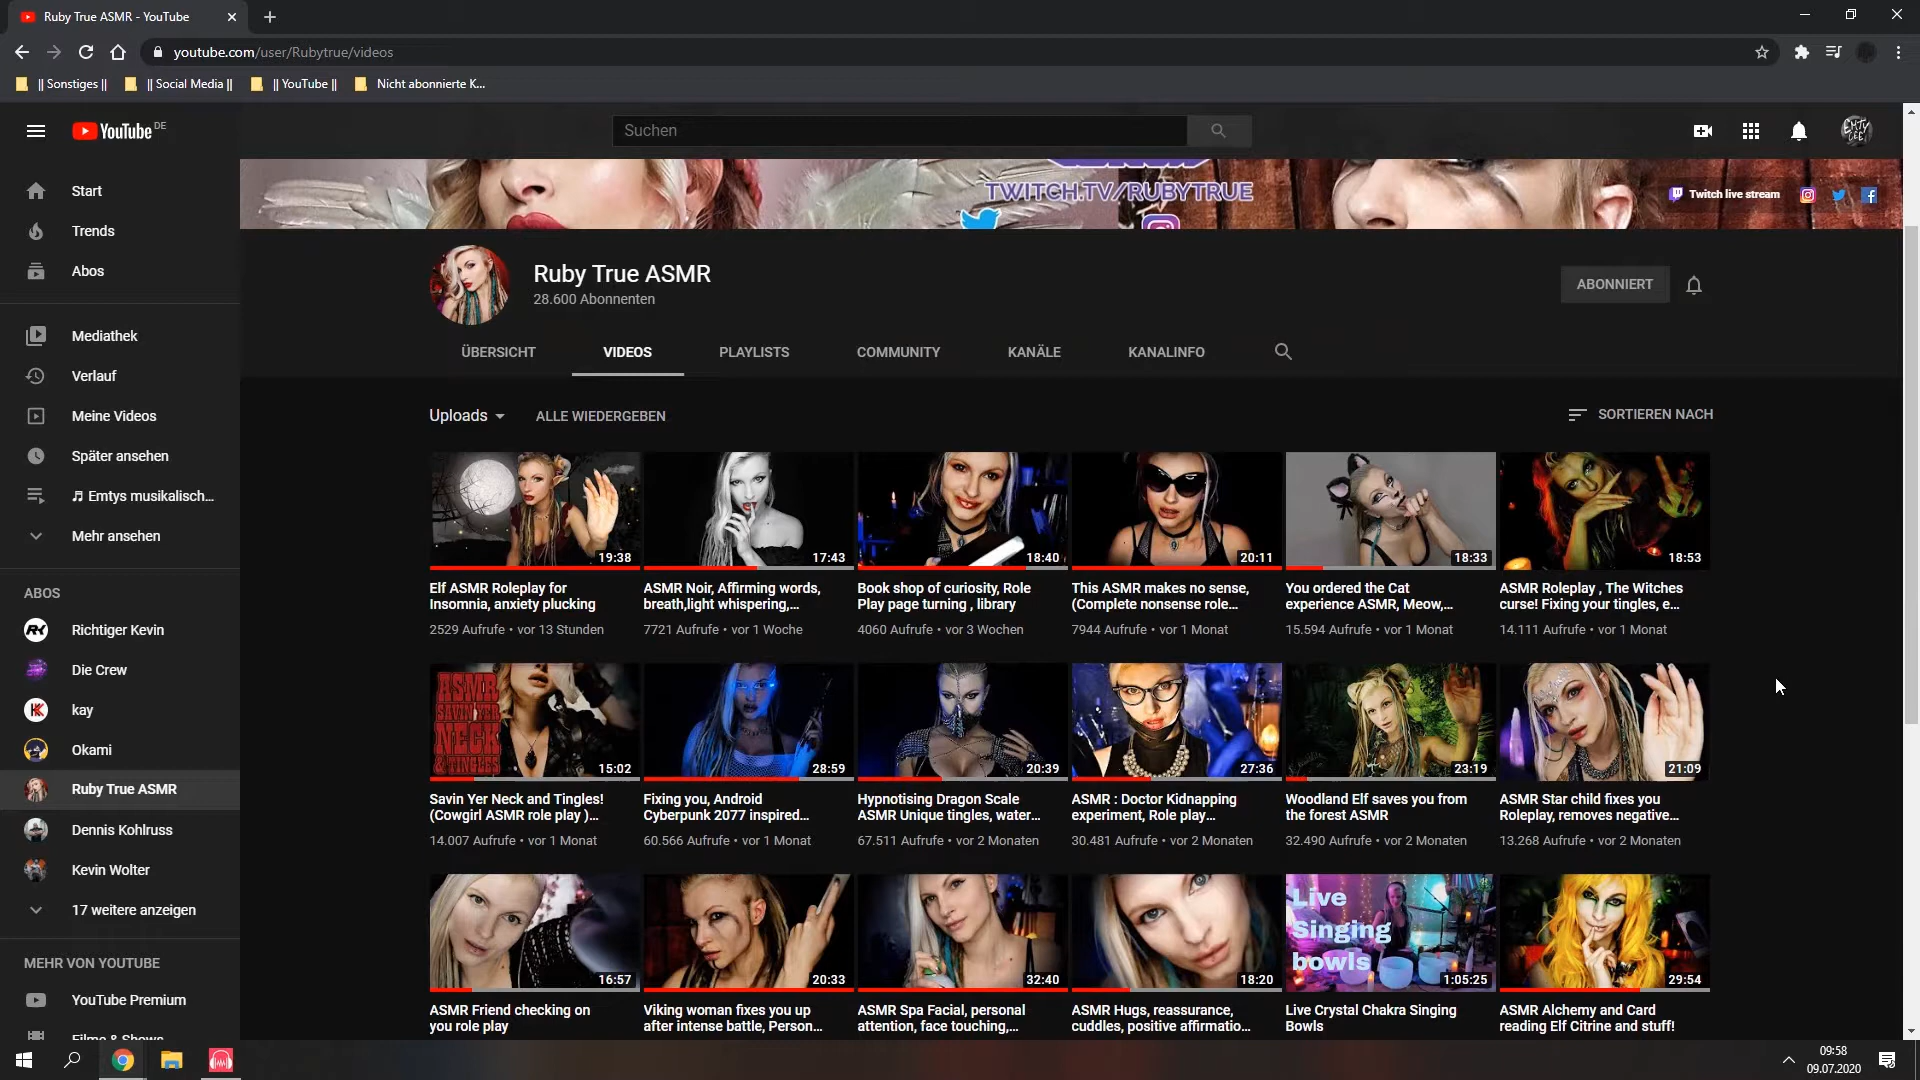 Ruby True ASMR - YouTube
youtube.com/user/Rubytrue/videos
|| Sonstiges ||
|| Social Media ||
|| YouTube ||
Nicht abonnierte K...
YouTube DE
Suchen
Start
Trends
Abos
Mediathek
Verlauf
Meine Videos
Später ansehen
♬ Emtys musikalisch...
Mehr ansehen
ABOS
Richtiger Kevin
Die Crew
kay
Okami
Ruby True ASMR
Dennis Kohlruss
Kevin Wolter
17 weitere anzeigen
MEHR VON YOUTUBE
YouTube Premium
Filme & Shows
TWITCH.TV/RUBYTRUE
Twitch live stream
Ruby True ASMR
28.600 Abonnenten
ABONNIERT
ÜBERSICHT
VIDEOS
PLAYLISTS
COMMUNITY
KANÄLE
KANALINFO
Uploads
ALLE WIEDERGEBEN
SORTIEREN NACH
19:38
Elf ASMR Roleplay for
Insomnia, anxiety plucking
2529 Aufrufe • vor 13 Stunden
17:43
ASMR Noir, Affirming words,
breath,light whispering,...
7721 Aufrufe • vor 1 Woche
18:40
Book shop of curiosity, Role
Play page turning , library
4060 Aufrufe • vor 3 Wochen
20:11
This ASMR makes no sense,
(Complete nonsense role...
7944 Aufrufe • vor 1 Monat
18:33
You ordered the Cat
experience ASMR, Meow,...
15.594 Aufrufe • vor 1 Monat
18:53
ASMR Roleplay , The Witches
curse! Fixing your tingles, e...
14.111 Aufrufe • vor 1 Monat
ASMR
SAVIN YER
NECK
& TINGLES
15:02
Savin Yer Neck and Tingles!
(Cowgirl ASMR role play )...
14.007 Aufrufe • vor 1 Monat
28:59
Fixing you, Android
Cyberpunk 2077 inspired...
60.566 Aufrufe • vor 1 Monat
20:39
Hypnotising Dragon Scale
ASMR Unique tingles, water...
67.511 Aufrufe • vor 2 Monaten
27:36
ASMR : Doctor Kidnapping
experiment, Role play...
30.481 Aufrufe • vor 2 Monaten
23:19
Woodland Elf saves you from
the forest ASMR
32.490 Aufrufe • vor 2 Monaten
21:09
ASMR Star child fixes you
Roleplay, removes negative...
13.268 Aufrufe • vor 2 Monaten
16:57
ASMR Friend checking on
you role play
20:33
Viking woman fixes you up
after intense battle, Person...
32:40
ASMR Spa Facial, personal
attention, face touching,...
18:20
ASMR Hugs, reassurance,
cuddles, positive affirmatio...
Live
Singing
bowls
1:05:25
Live Crystal Chakra Singing
Bowls
29:54
ASMR Alchemy and Card
reading Elf Citrine and stuff!
09:58
09.07.2020